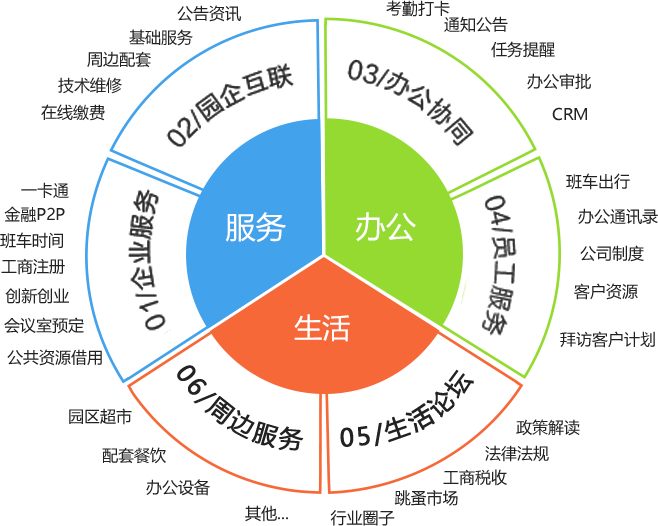 公告资讯
基础服务
周边配套
技术维修
在线缴费
02/园企互联
考勤打卡
通知公告
任务提醒
办公审批
CRM
03/办公协同
服务
办公
生活
一卡通
金融P2P
班车时间
工商注册
创新创业
会议室预定
公共资源借用
01/企业服务
班车出行
办公通讯录
公司制度
客户资源
拜访客户计划
04/员工服务
06/周边服务
园区超市
配套餐饮
办公设备
其他...
05/生活论坛
政策解读
法律法规
工商税收
跳蚤市场
行业圈子